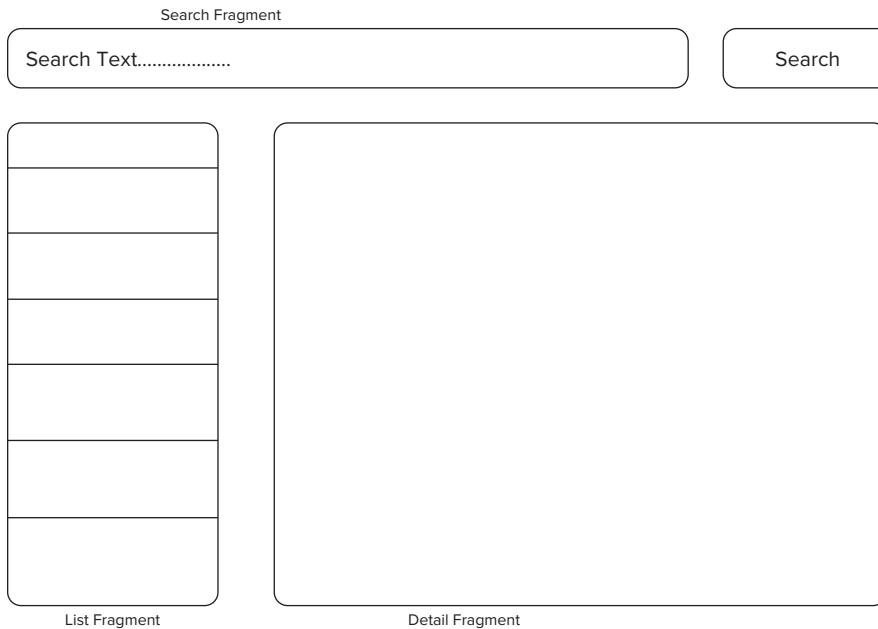 Search Fragment
Search Text...................
Search
List Fragment
Detail Fragment